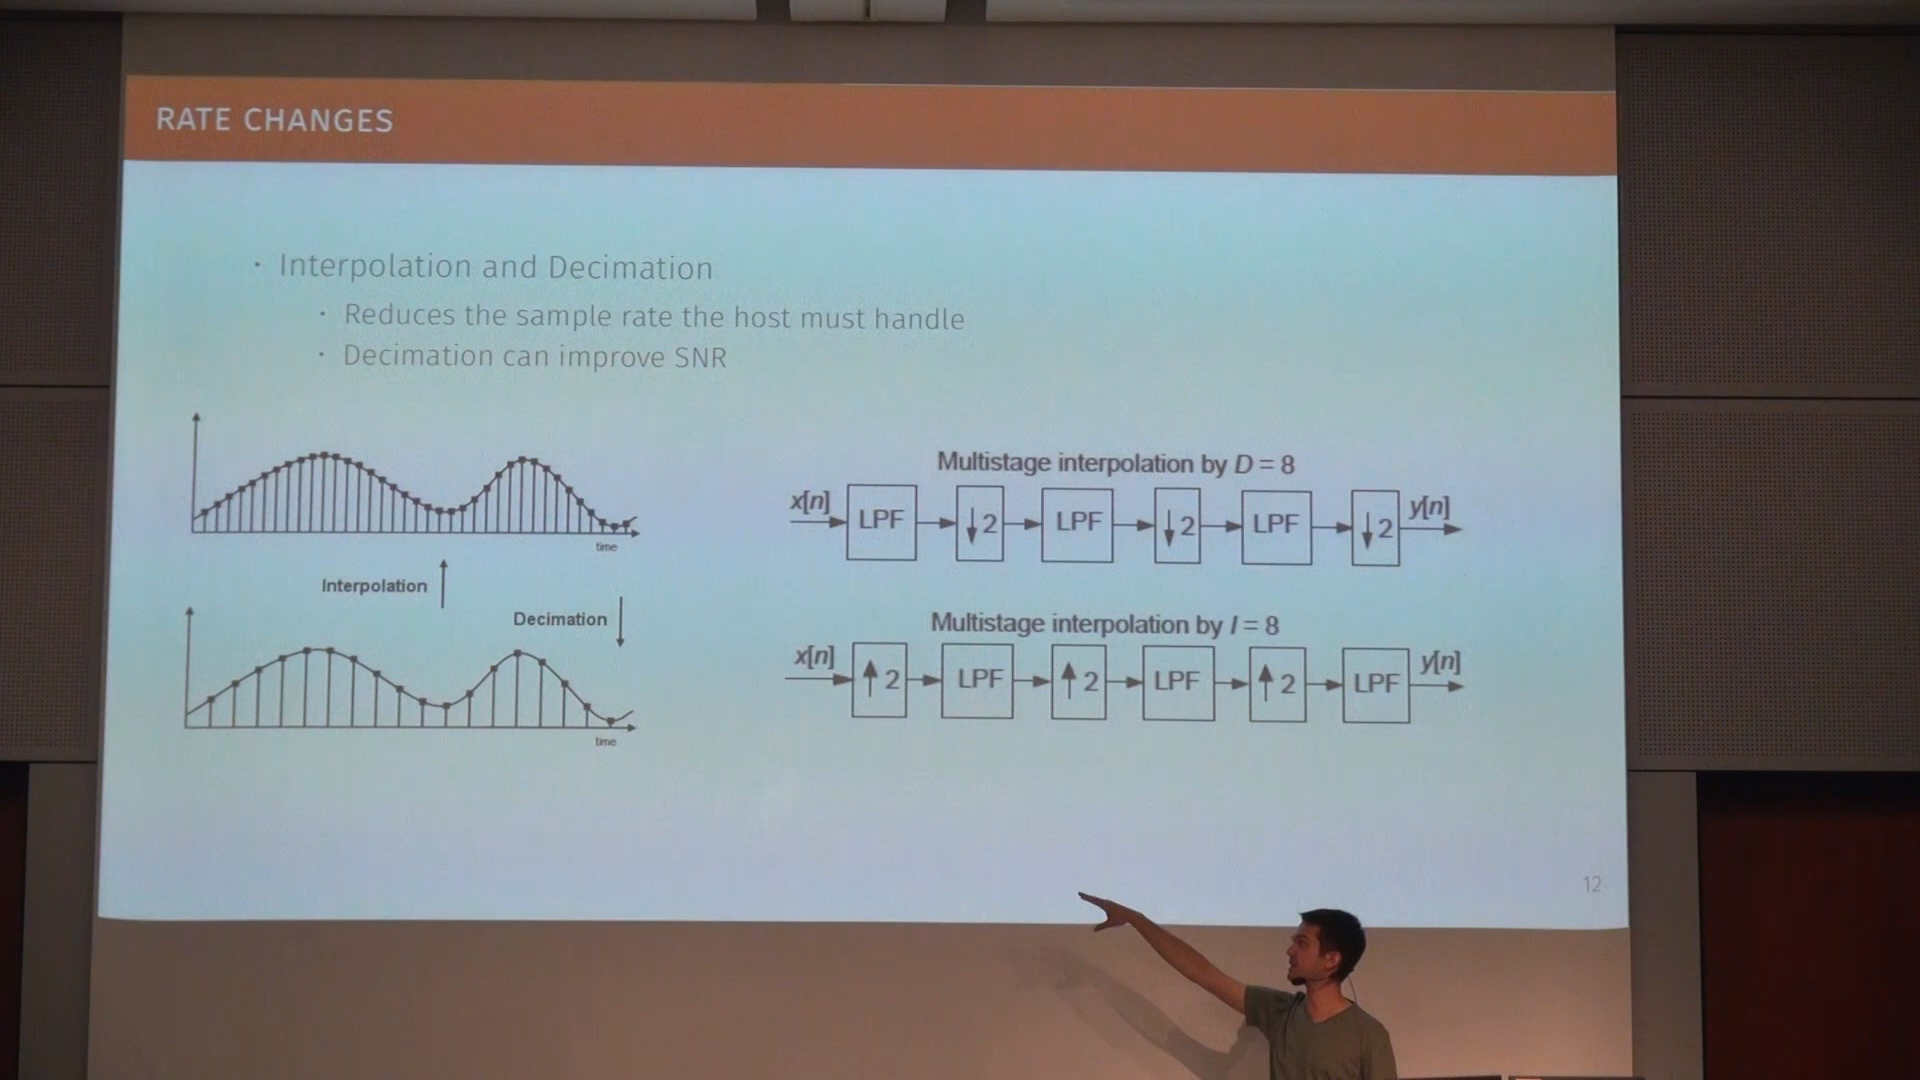 RATE CHANGES
· Interpolation and Decimation
· Reduces the sample rate the host must handle
· Decimation can improve SNR
time
Interpolation
Decimation
time
Multistage interpolation by D = 8
x[n] LPF ↓2 LPF ↓2 LPF ↓2 y[n]
Multistage interpolation by I = 8
x[n] ↑2 LPF ↑2 LPF ↑2 LPF y[n]
12